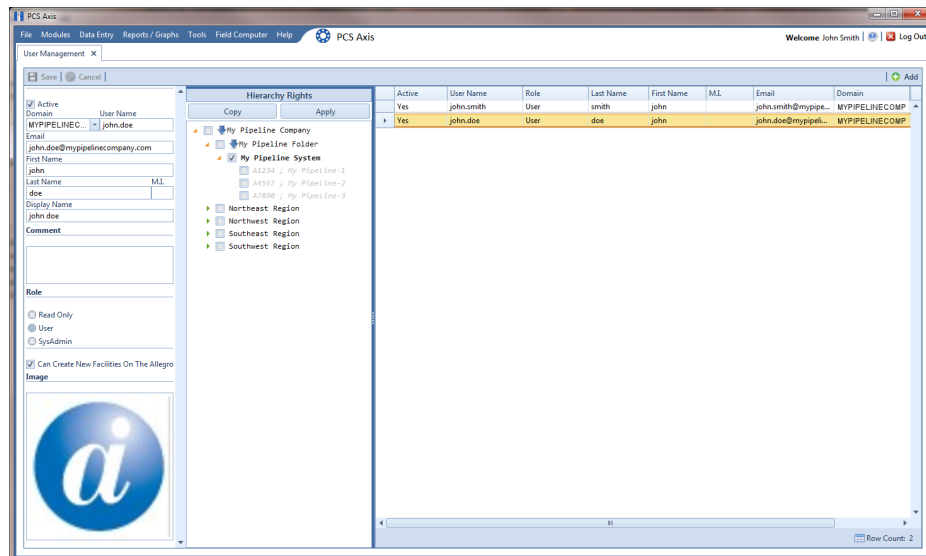 PCS Axis
File Modules Data Entry Reports / Graphs Tools Field Computer Help PCS Axis Welcome John Smith | Log Out
User Management X
Save | Cancel | | Add
Active
Domain User Name
MYPIPELINEC... john.doe
Email
john.doe@mypipelinecompany.com
First Name
john
Last Name M.I.
doe
Display Name
john doe
Comment
Role
Read Only
User
SysAdmin
Can Create New Facilities On The Allegro
Image
a
Hierarchy Rights
Copy Apply
My Pipeline Company
My Pipeline Folder
My Pipeline System
A1234 ; My Pipeline-1
A4567 ; My Pipeline-2
A7890 ; My Pipeline-3
Northeast Region
Northwest Region
Southeast Region
Southwest Region
Active User Name Role Last Name First Name M.I. Email Domain
Yes john.smith User smith john john.smith@mypipe... MYPIPELINECOMP
Yes john.doe User doe john john.doe@mypipeli... MYPIPELINECOMP
Row Count: 2